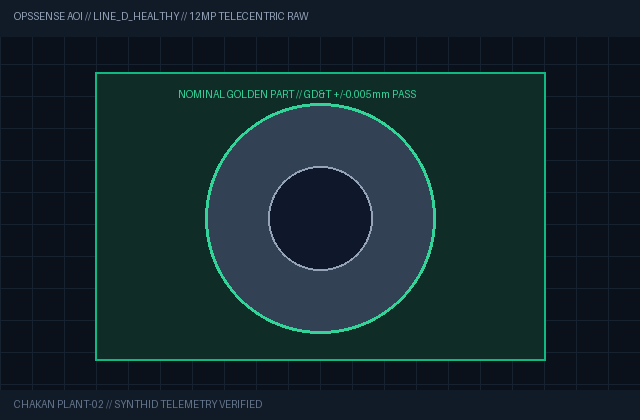 OPSSENSE AOI // LINE_D_HEALTHY // 12MP TELECENTRIC RAW
NOMINAL GOLDEN PART // GD&T +/-0.005mm PASS
CHAKAN PLANT-02 // SYNTHID TELEMETRY VERIFIED